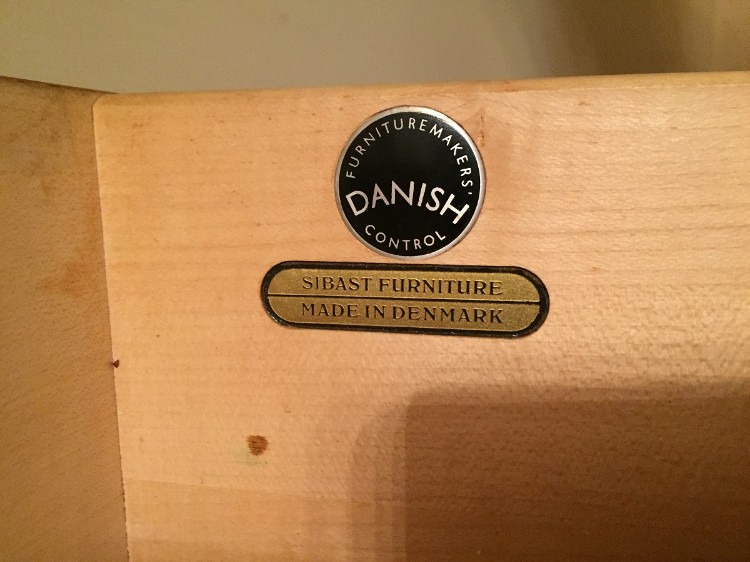 FURNITUREMAKERS'
DANISH
CONTROL
SIBAST FURNITURE
MADE IN DENMARK